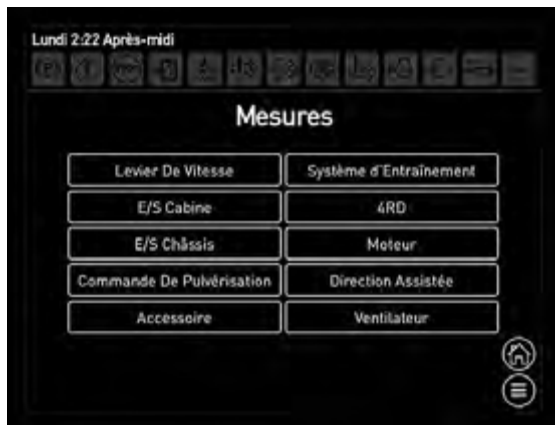 Lundi 2:22 Après-midi
Mesures
Levier De Vitesse
Système d'Entraînement
E/S Cabine
4RD
E/S Châssis
Moteur
Commande De Pulvérisation
Direction Assistée
Accessoire
Ventilateur